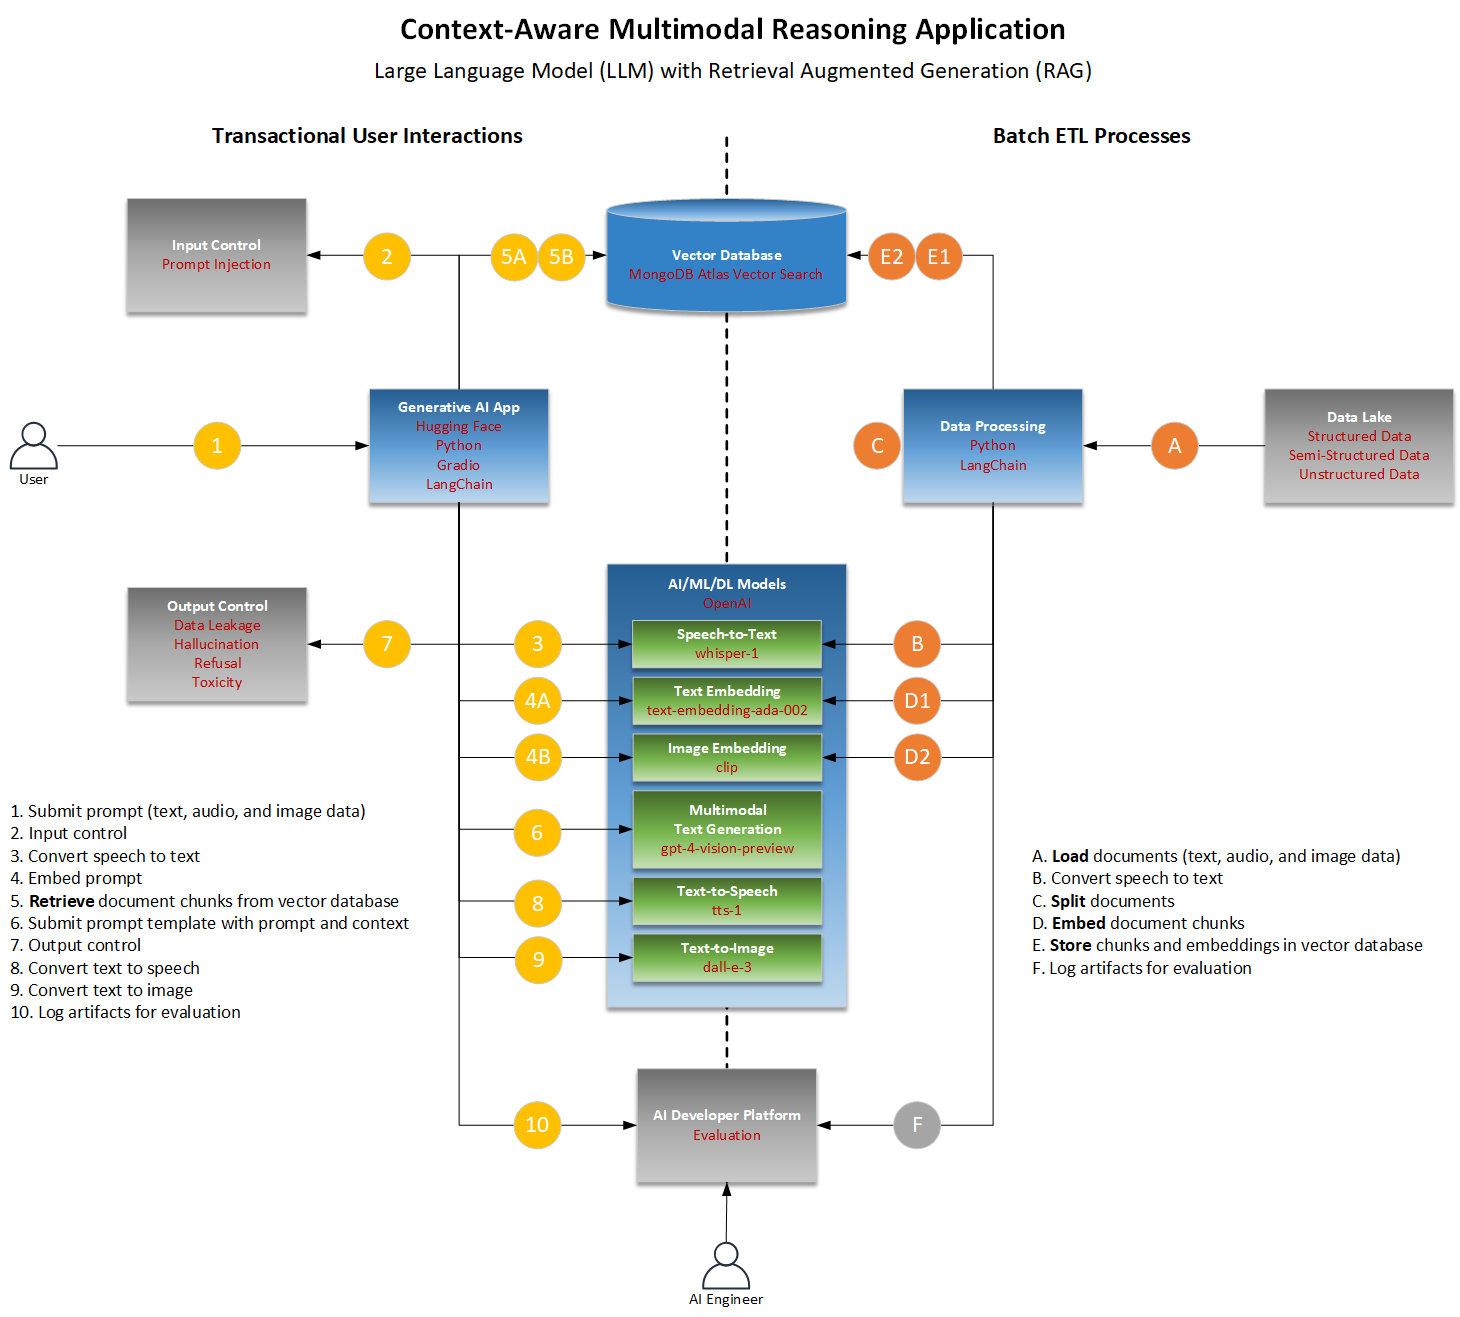 Context-Aware Multimodal Reasoning Application
Large Language Model (LLM) with Retrieval Augmented Generation (RAG)
Transactional User Interactions
Batch ETL Processes
Input Control
Prompt Injection
2
5A
5B
Vector Database
MongoDB Atlas Vector Search
E2
E1
User
1
Generative AI App
Hugging Face
Python
Gradio
LangChain
C
Data Processing
Python
LangChain
A
Data Lake
Structured Data
Semi-Structured Data
Unstructured Data
Output Control
Data Leakage
Hallucination
Refusal
Toxicity
7
AI/ML/DL Models
OpenAI
3
Speech-to-Text
whisper-1
B
4A
Text Embedding
text-embedding-ada-002
D1
4B
Image Embedding
clip
D2
6
Multimodal
Text Generation
gpt-4-vision-preview
8
Text-to-Speech
tts-1
9
Text-to-Image
dall-e-3
1. Submit prompt (text, audio, and image data)
2. Input control
3. Convert speech to text
4. Embed prompt
5. Retrieve document chunks from vector database
6. Submit prompt template with prompt and context
7. Output control
8. Convert text to speech
9. Convert text to image
10. Log artifacts for evaluation
A. Load documents (text, audio, and image data)
B. Convert speech to text
C. Split documents
D. Embed document chunks
E. Store chunks and embeddings in vector database
F. Log artifacts for evaluation
10
AI Developer Platform
Evaluation
F
AI Engineer